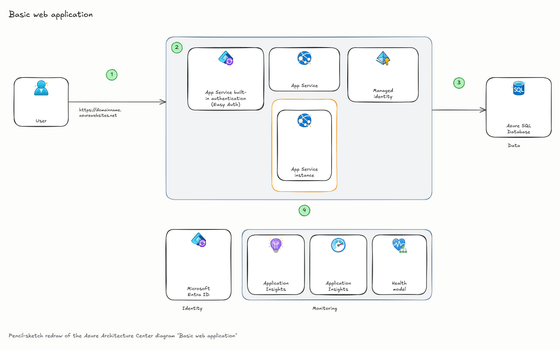 Basic web application
1
2
3
User
https://domainname.
azurewebsites.net
App Service built-
in authentication
(Easy Auth)
App Service
Managed
identity
App Service
instance
Azure SQL
Database
Data
4
Microsoft
Entra ID
Identity
Application
Insights
Application
Insights
Health
model
Monitoring
SQL
Pencil-sketch redraw of the Azure Architecture Center diagram "Basic web application"